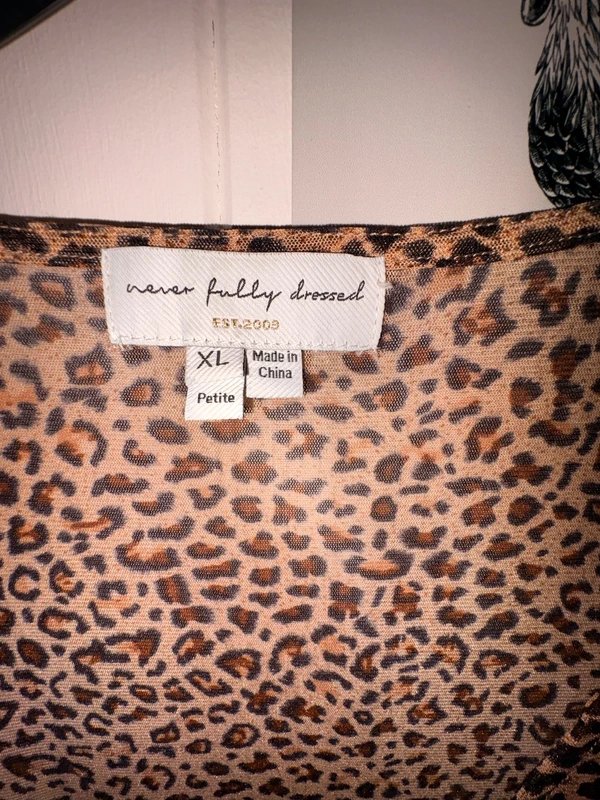 never fully dressed
EST.2009
XL
Petite
Made in
China